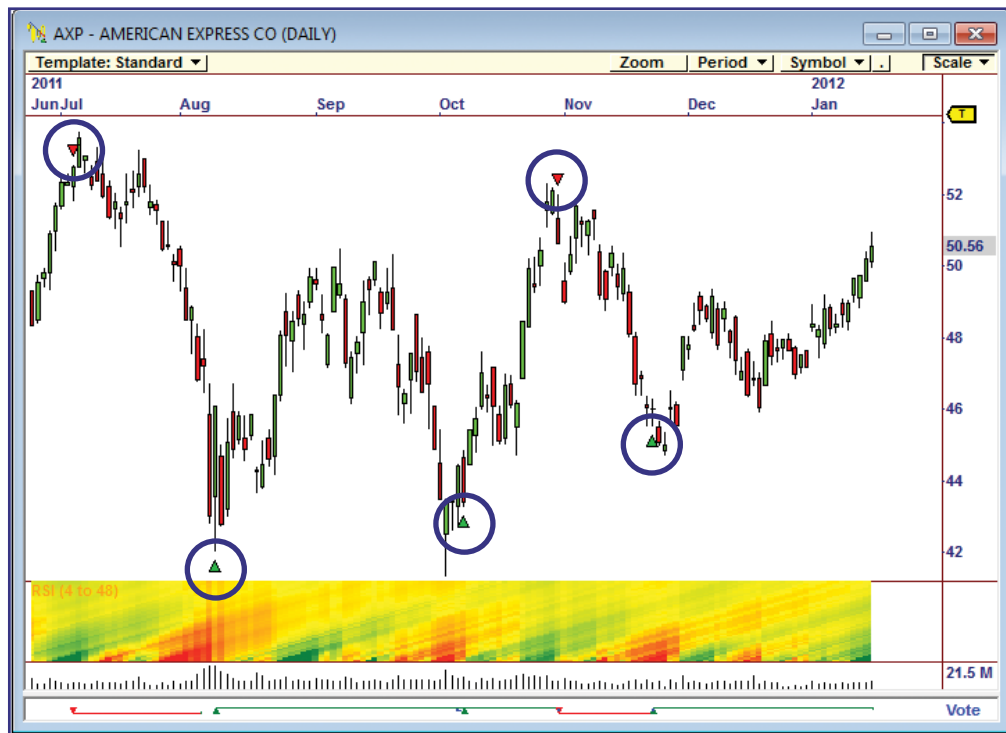 AXP - AMERICAN EXPRESS CO (DAILY)
Template: Standard Zoom Period Symbol . Scale
2011 2012
Jun Jul Aug Sep Oct Nov Dec Jan
T
52
50.56
50
48
46
44
42
RSI (4 to 48)
21.5 M
Vote